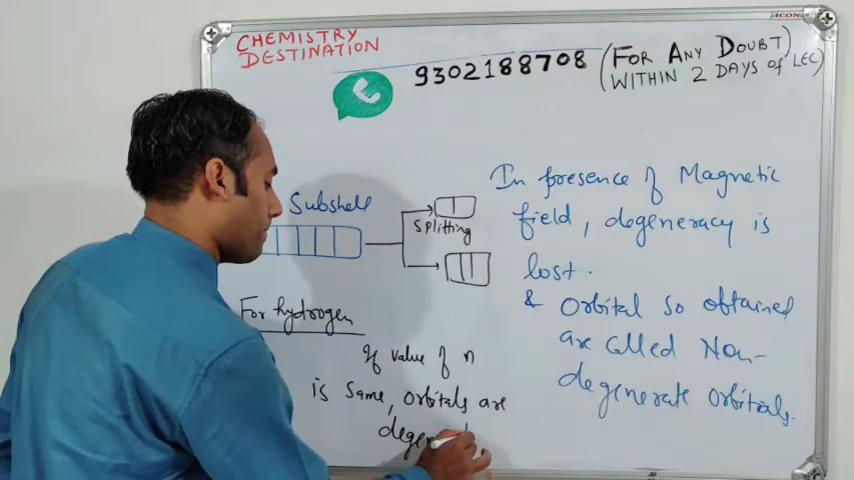 CHEMISTRY
DESTINATION
9302188708
(FOR ANY DOUBT)
WITHIN 2 DAYS of LEC)
ACON
Subshell
Splitting
In presence of Magnetic
field, degeneracy is
lost.
& Orbital so obtained
are called Non-
degenerate orbitals.
For hydrogen
If value of n
is same, orbitals are